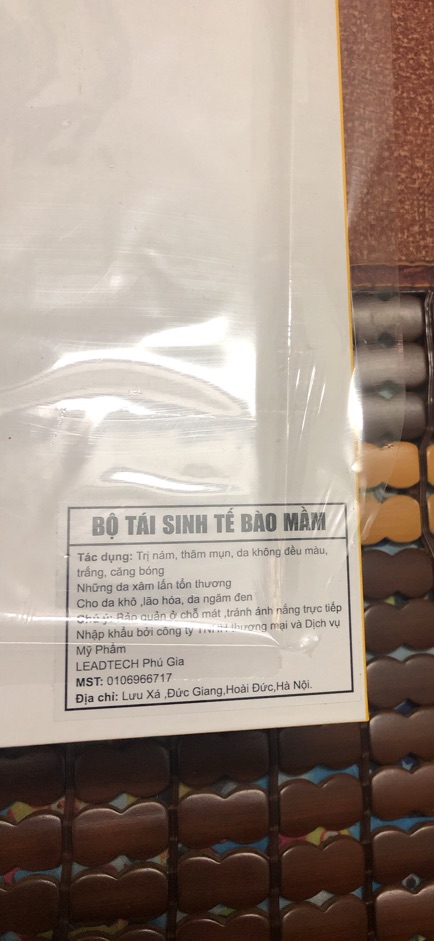 BỘ TÁI SINH TẾ BÀO MẦM
Tác dụng: Trị nám, thâm mụn, da không đều màu,
trắng, căng bóng
Những da xâm lấn tổn thương
Cho da khô ,lão hóa, da ngăm đen
Chú ý: Bảo quản ở chỗ mát ,tránh ánh nắng trực tiếp
Nhập khẩu bởi công ty TNHH thương mại và Dịch vụ
Mỹ Phẩm
LEADTECH Phú Gia
MST: 0106966717
Địa chỉ: Lưu Xá ,Đức Giang,Hoài Đức,Hà Nội.